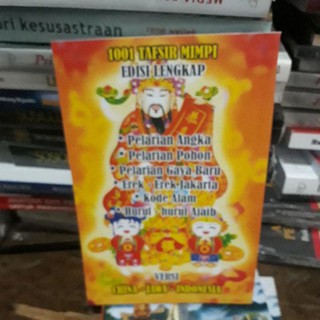 ori kesusastraan
1001 TAFSIR MIMPI
EDISI LENGKAP
* Pelarian Angka
* Pelarian Pohon
* Pelarian Gaya Baru
* Erek - Erek Jakarta
* Kode Alam
* Huruf - huruf Ajaib
VERSI
CHINA - JAWA - INDONESIA